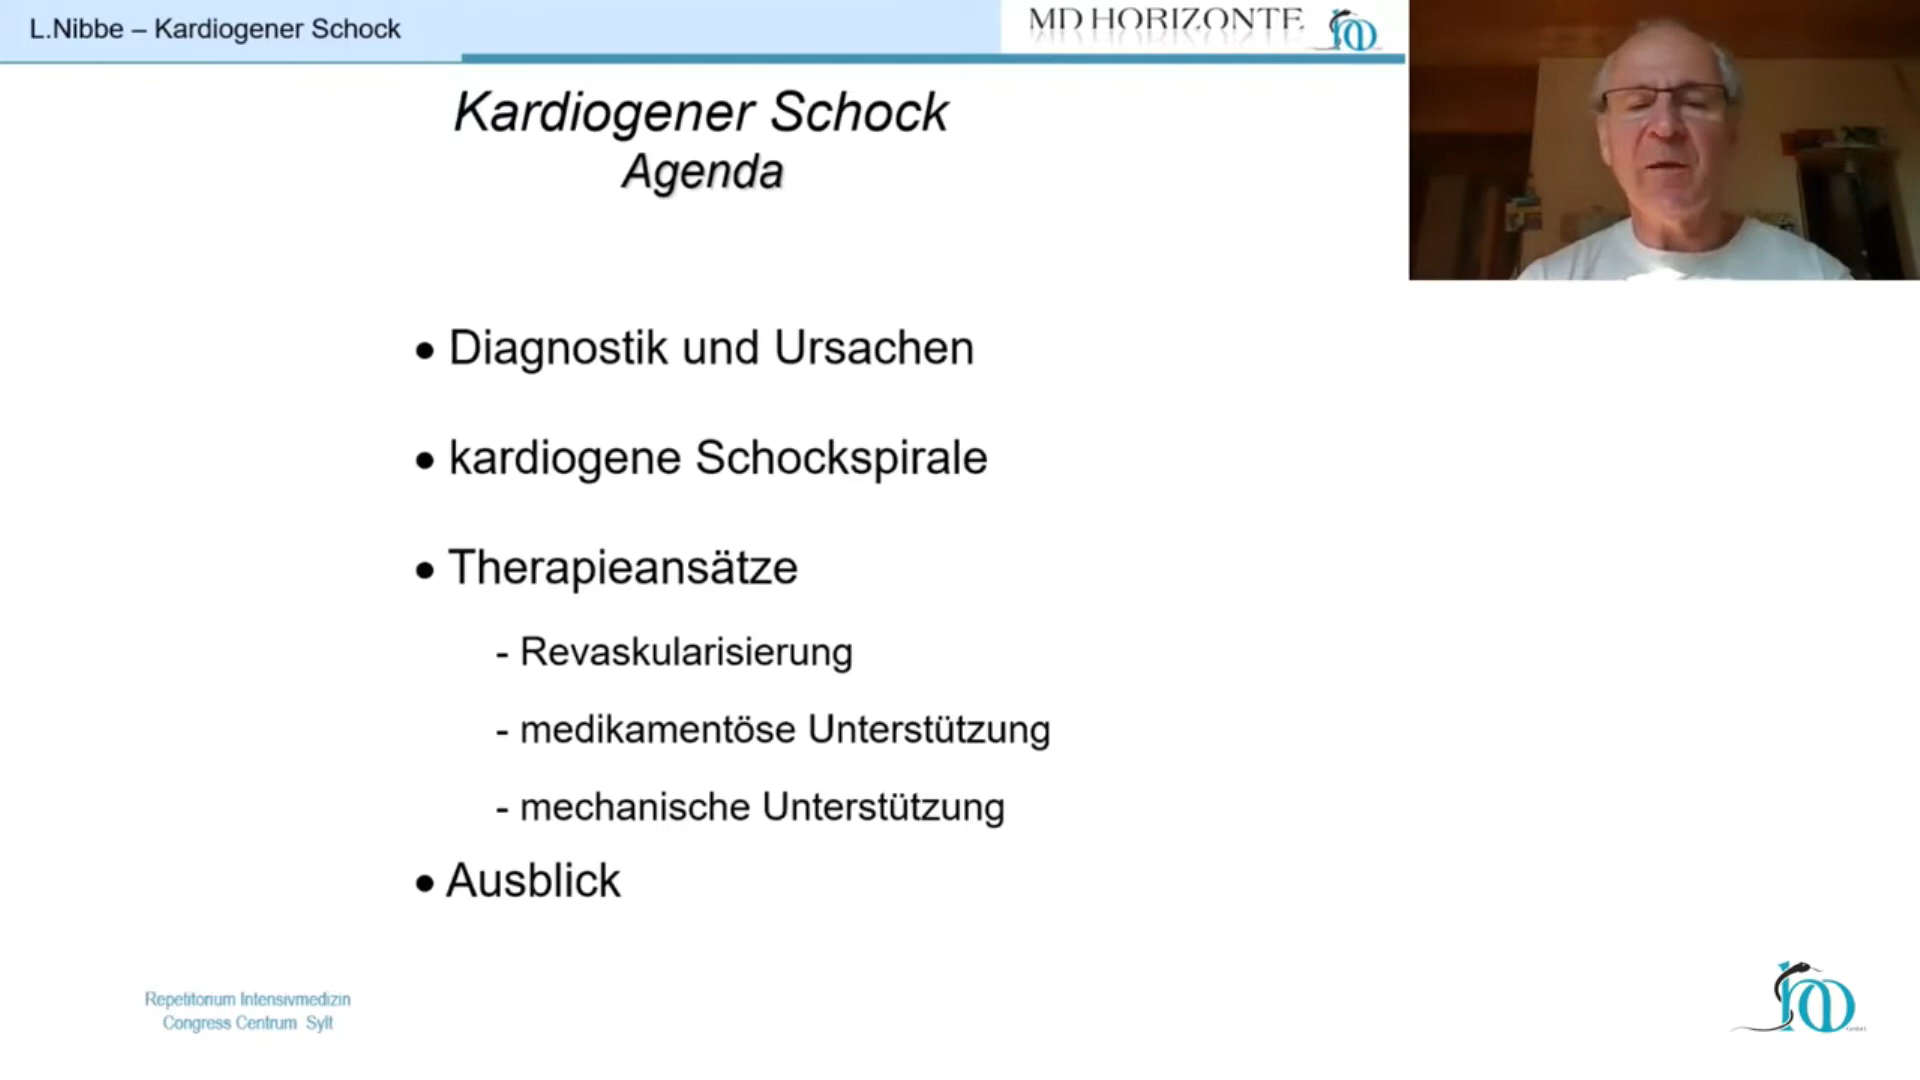 L.Nibbe – Kardiogener Schock
MD HORIZONTE
Kardiogener Schock
Agenda
• Diagnostik und Ursachen
• kardiogene Schockspirale
• Therapieansätze
- Revaskularisierung
- medikamentöse Unterstützung
- mechanische Unterstützung
• Ausblick
Repetitorium Intensivmedizin
Congress Centrum Sylt